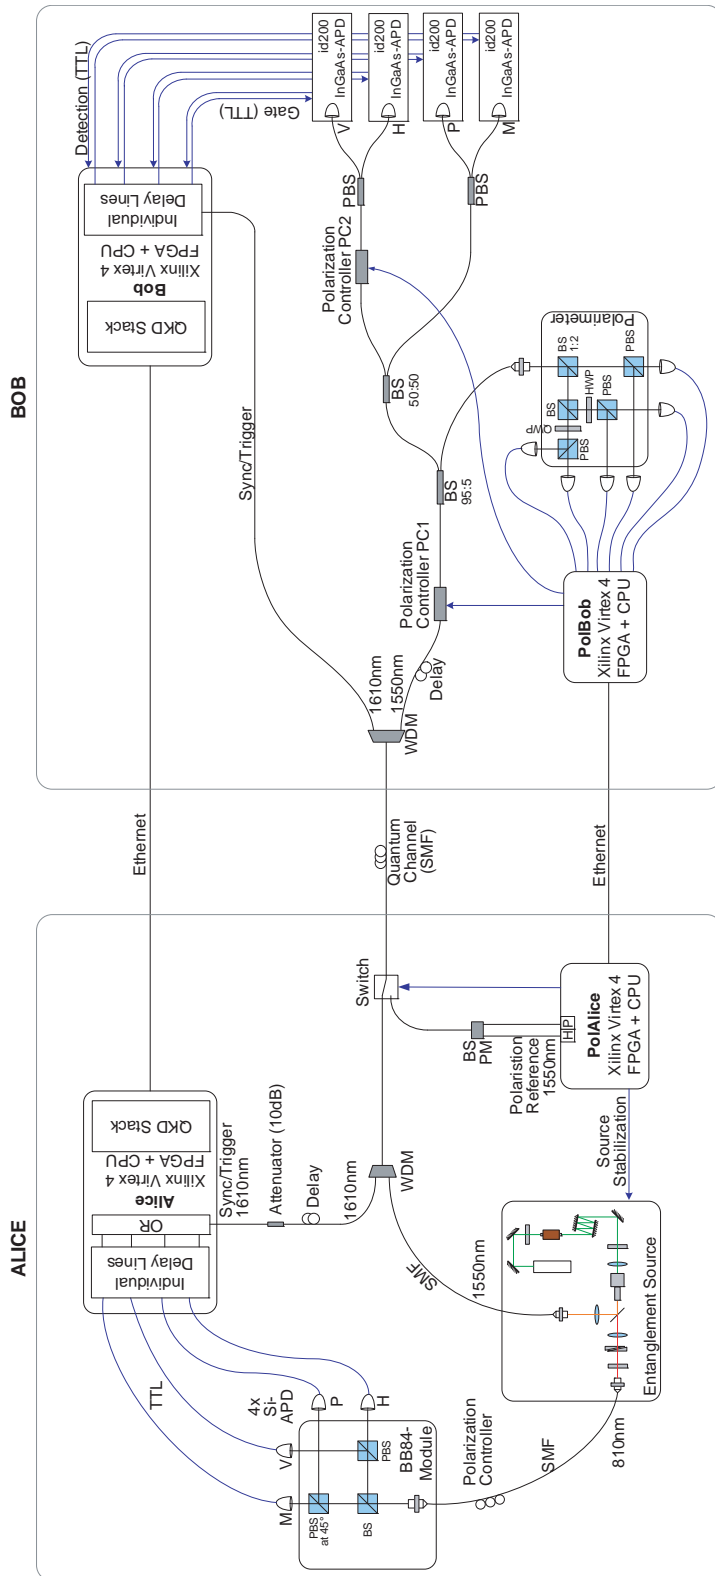 BOB
Detection (TTL)
Gate (TTL)
id200
InGaAs-APD
V
id200
InGaAs-APD
H
id200
InGaAs-APD
P
id200
InGaAs-APD
M
Individual
Delay Lines
Xilinx Virtex 4
FPGA + CPU
Bob
QKD Stack
PBS
PBS
Polarization
Controller PC2
BS
50:50
Sync/Trigger
BS
95:5
Polarization
Controller PC1
1610nm
1550nm
Delay
WDM
Polarimeter
BS
1:2
PBS
HWP
BS
PBS
QWP
PBS
PolBob
Xilinx Virtex 4
FPGA + CPU
Ethernet
Quantum
Channel
(SMF)
Ethernet
ALICE
Switch
BS
PM
Polaristion
Reference
1550nm
HP
PolAlice
Xilinx Virtex 4
FPGA + CPU
Source
Stabilization
QKD Stack
Xilinx Virtex 4
FPGA + CPU
Alice
OR
Individual
Delay Lines
Sync/Trigger
1610nm
Attenuator (10dB)
Delay
1610nm
WDM
SMF
1550nm
Entanglement Source
810nm
SMF
Polarization
Controller
TTL
4x
Si-
APD
P
H
V
M
PBS
PBS
at 45°
BS
BB84-
Module